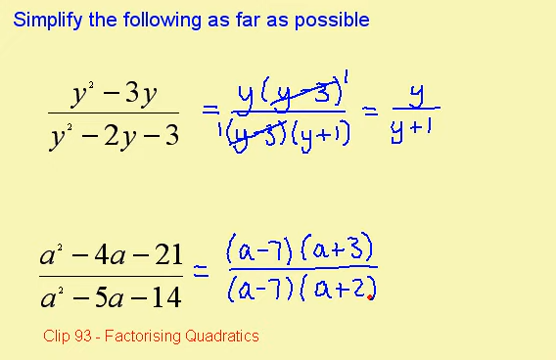 Simplify the following as far as possible
y² − 3y / y² − 2y − 3 = y(y−3)¹ / ¹(y−3)(y+1) = y / y+1
a² − 4a − 21 / a² − 5a − 14 = (a−7)(a+3) / (a−7)(a+2)
Clip 93 - Factorising Quadratics